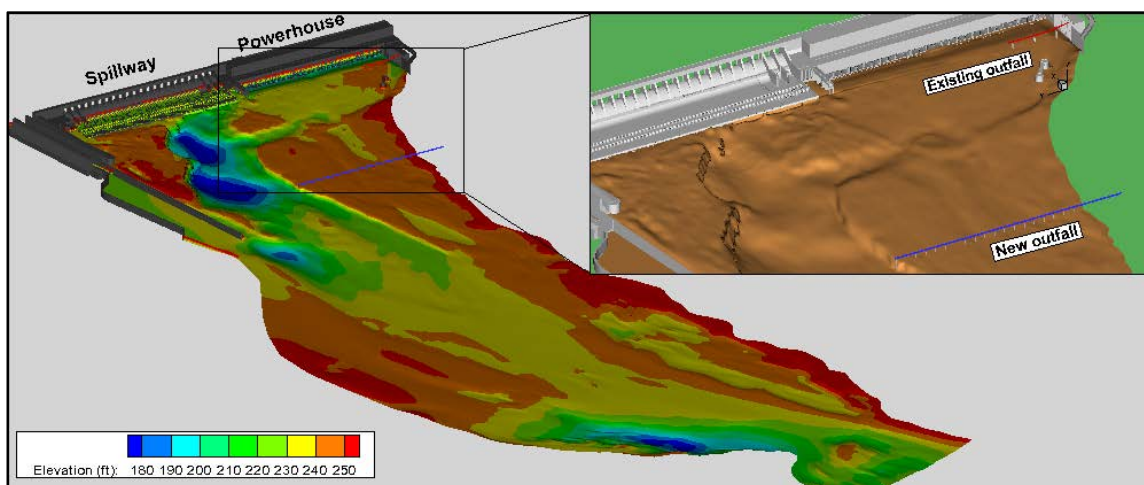 Spillway
Powerhouse
Existing outfall
New outfall
Elevation (ft): 180 190 200 210 220 230 240 250